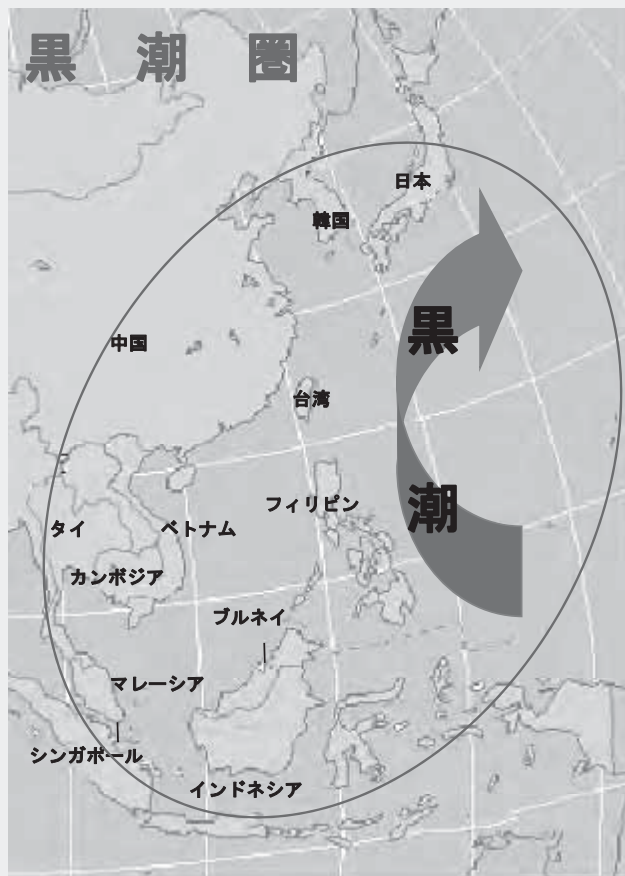 黒潮圏
日本
韓国
黒潮
中国
台湾
フィリピン
タイ
ベトナム
カンボジア
ブルネイ
マレーシア
シンガポール
インドネシア